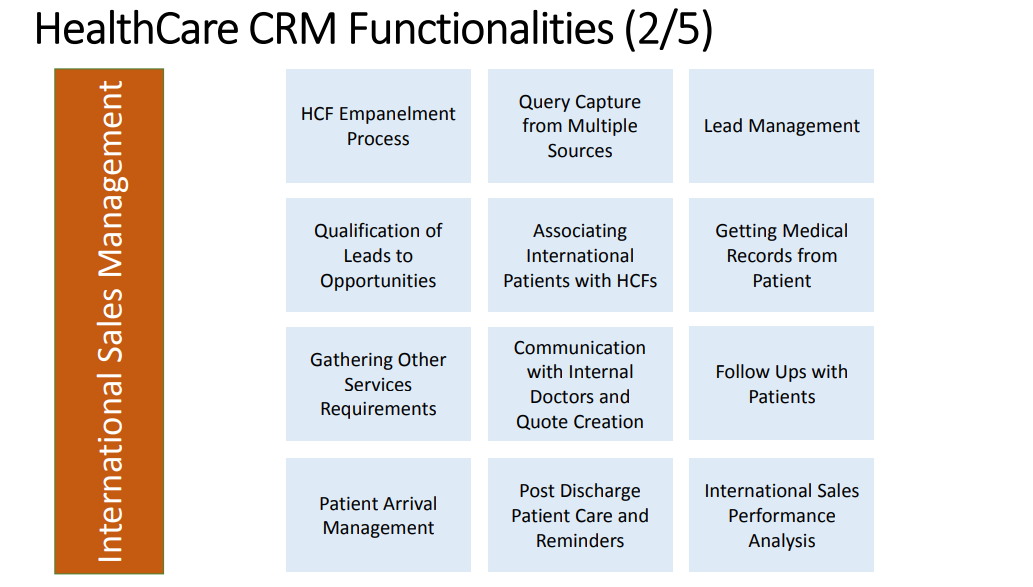 HealthCare CRM Functionalities (2/5)
International Sales Management
HCF Empanelment
Process
Query Capture
from Multiple
Sources
Lead Management
Qualification of
Leads to
Opportunities
Associating
International
Patients with HCFs
Getting Medical
Records from
Patient
Gathering Other
Services
Requirements
Communication
with Internal
Doctors and
Quote Creation
Follow Ups with
Patients
Patient Arrival
Management
Post Discharge
Patient Care and
Reminders
International Sales
Performance
Analysis